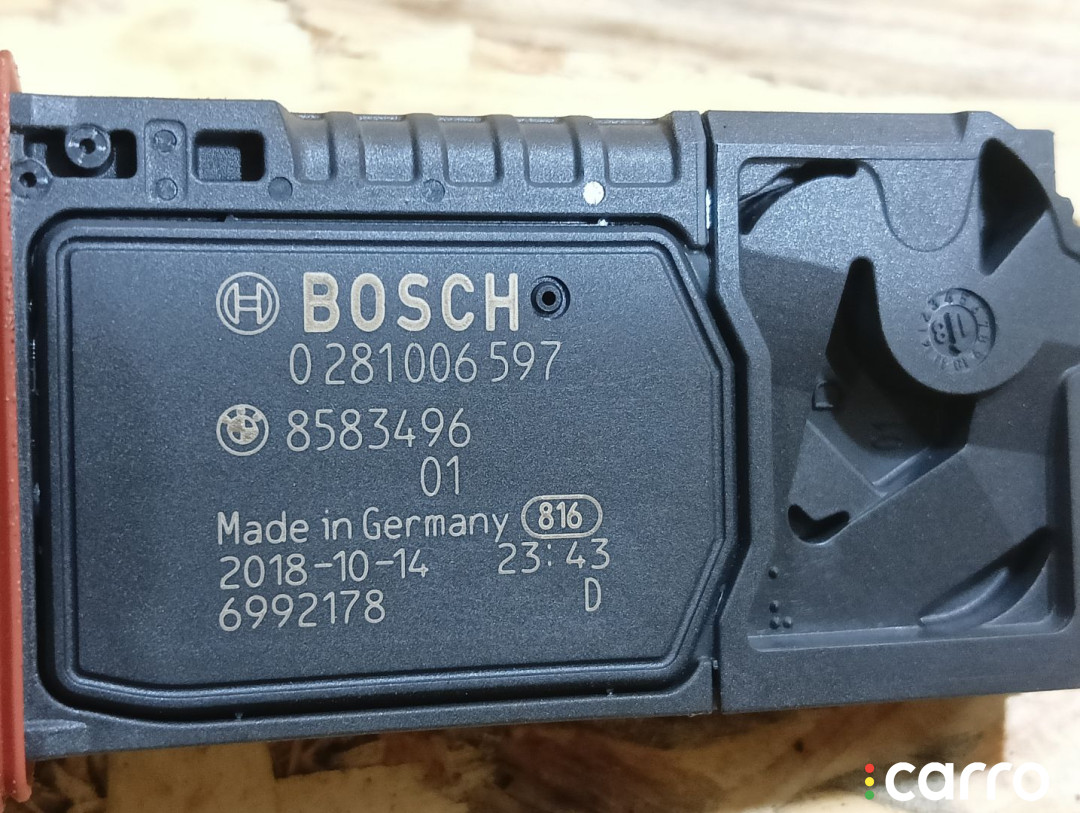 BOSCH
0 281 006 597
8583496
01
Made in Germany 816
2018-10-14 23:43
6992178 D
carro